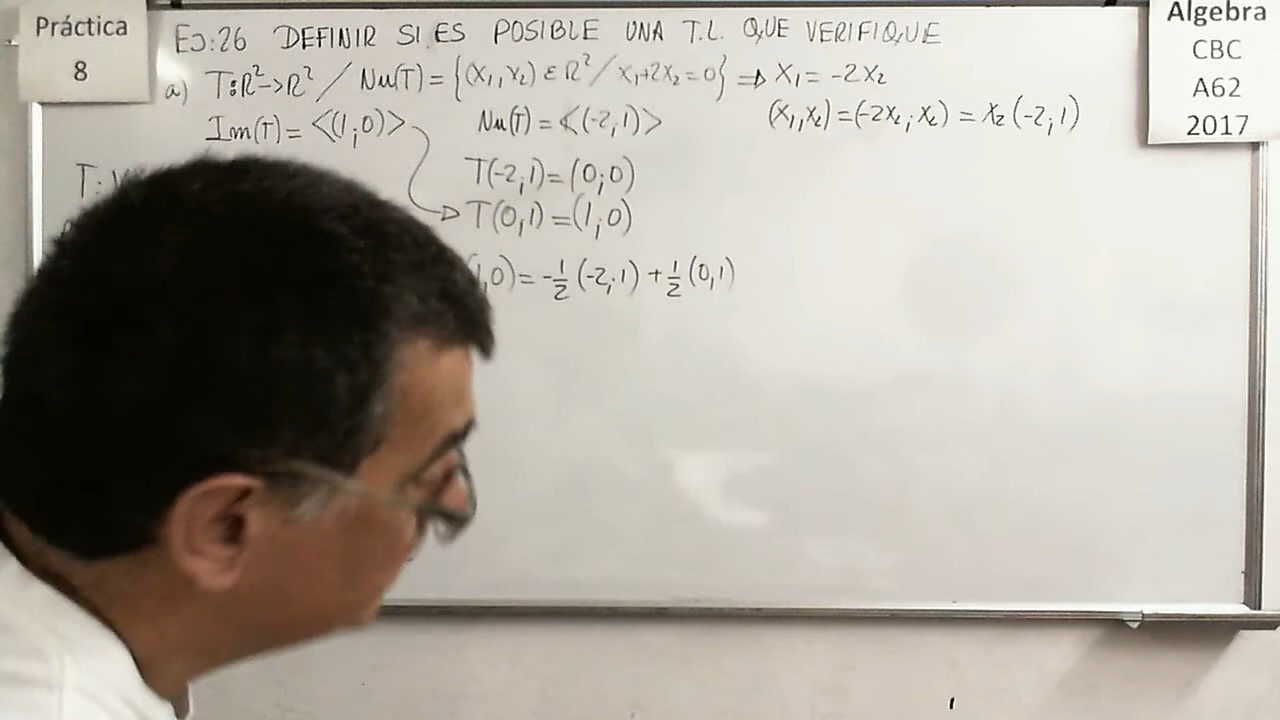 Práctica
8
Algebra
CBC
A62
2017
EJ:26 DEFINIR SI ES POSIBLE UNA T.L. QUE VERIFIQUE
a) T:R²->R² / Nu(T) = {(X₁,X₂) ∈ R² / X₁+2X₂=0} => X₁ = -2X₂
Im(T) = <(1;0)> Nu(T) = <(-2;1)> (X₁,X₂) = (-2X₂;X₂) = X₂(-2;1)
T: T(-2;1)=(0;0)
T(0,1)=(1;0)
,0)= -1/2 (-2;1) + 1/2 (0,1)